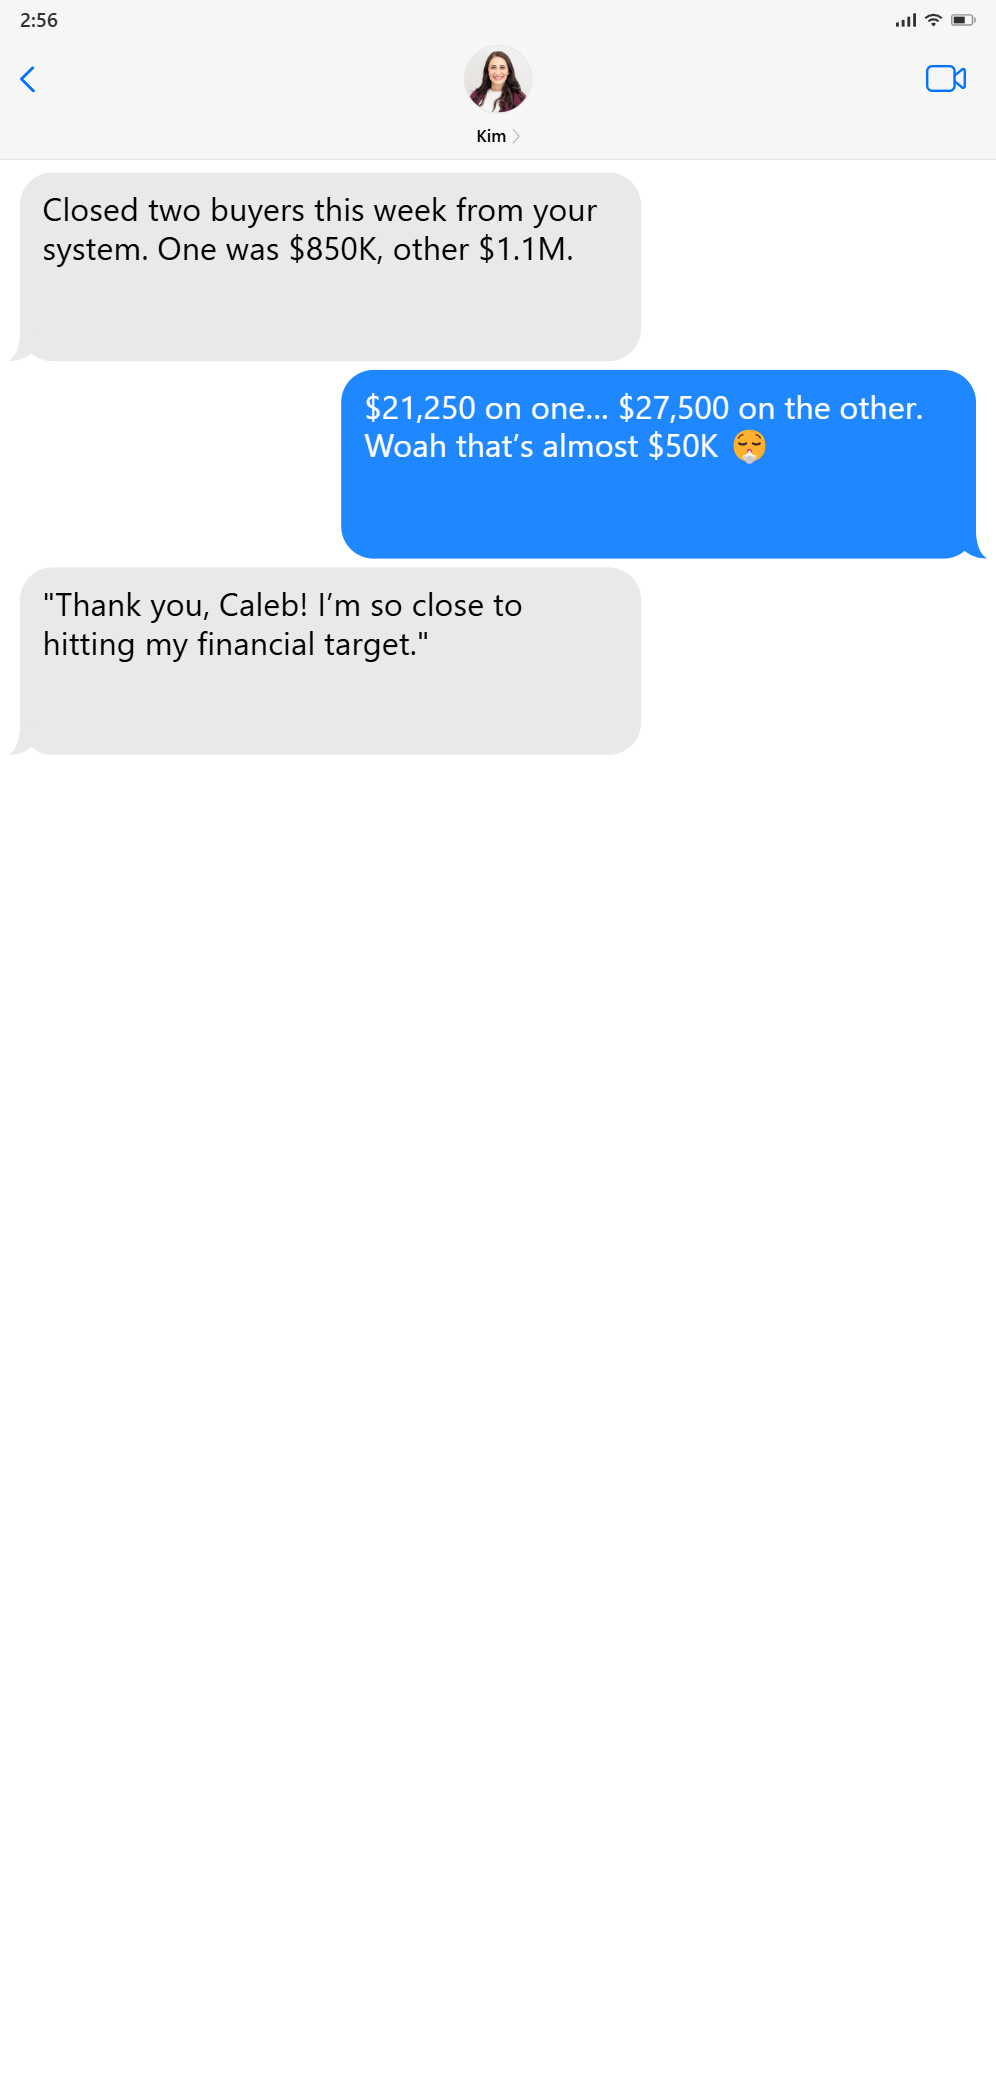 2:56
Kim
Closed two buyers this week from your
system. One was $850K, other $1.1M.
$21,250 on one... $27,500 on the other.
Woah that’s almost $50K 😮‍💨
"Thank you, Caleb! I’m so close to
hitting my financial target."